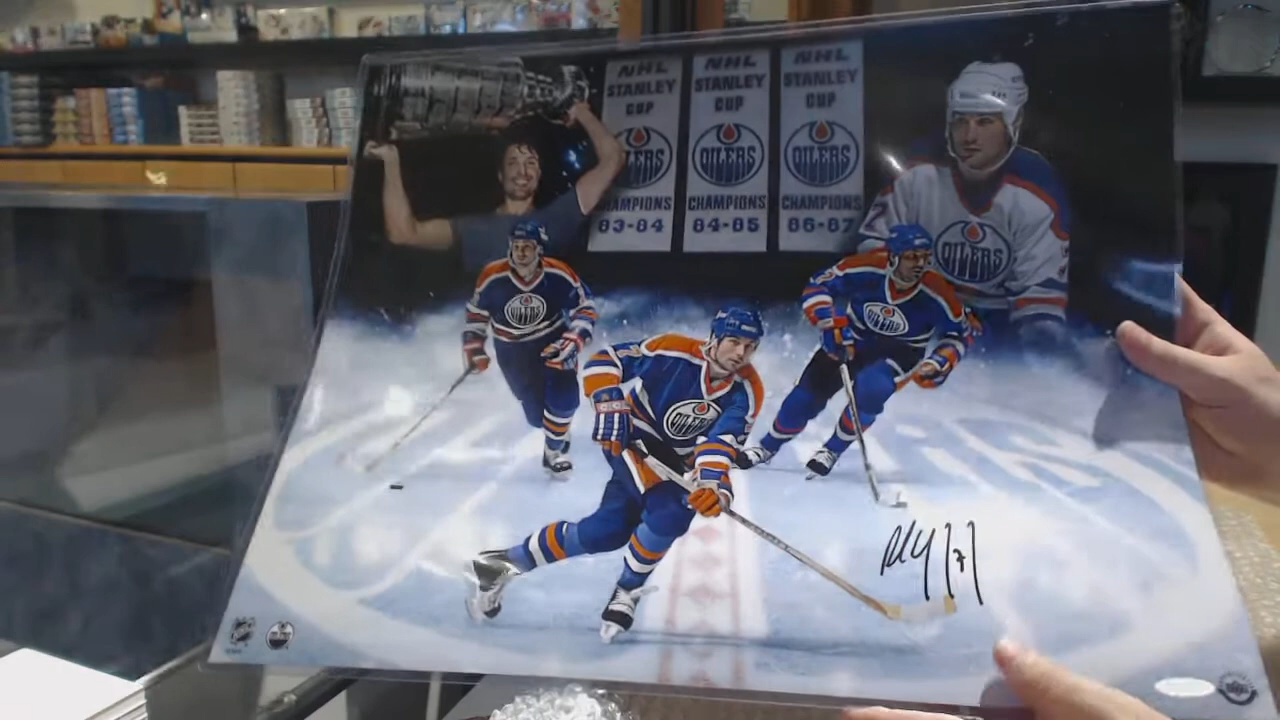 NHL
STANLEY
CUP
OILERS
CHAMPIONS
83-84
NHL
STANLEY
CUP
OILERS
CHAMPIONS
84-85
NHL
STANLEY
CUP
OILERS
CHAMPIONS
86-87
OILERS
OILERS
OILERS
OILERS
7